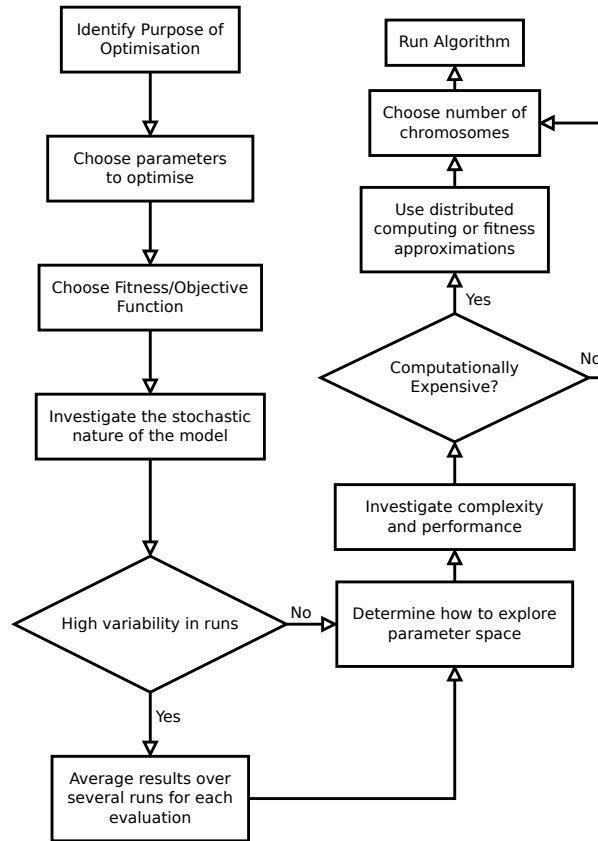 Identify Purpose of
Optimisation
Choose parameters
to optimise
Choose Fitness/Objective
Function
Investigate the stochastic
nature of the model
High variability in runs
No
Yes
Average results over
several runs for each
evaluation
Determine how to explore
parameter space
Investigate complexity
and performance
Computationally
Expensive?
No
Yes
Use distributed
computing or fitness
approximations
Choose number of
chromosomes
Run Algorithm